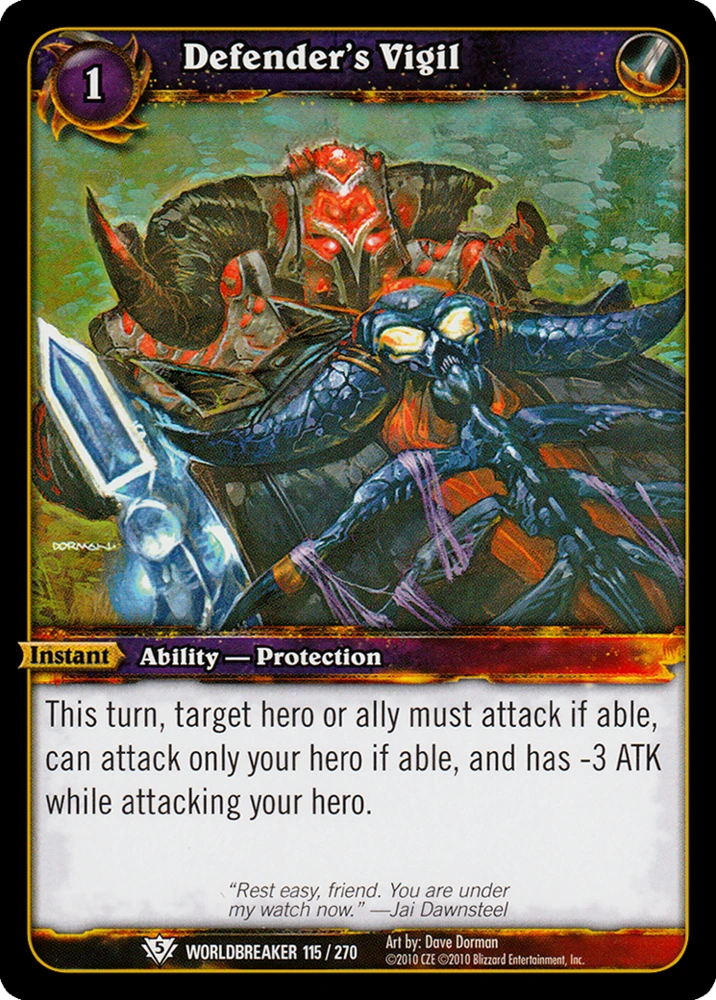 1
Defender's Vigil
DORMAN
Instant
Ability — Protection
This turn, target hero or ally must attack if able,
can attack only your hero if able, and has -3 ATK
while attacking your hero.
"Rest easy, friend. You are under
my watch now." —Jai Dawnsteel
5
WORLDBREAKER 115 / 270
Art by: Dave Dorman
©2010 CZE ©2010 Blizzard Entertainment, Inc.